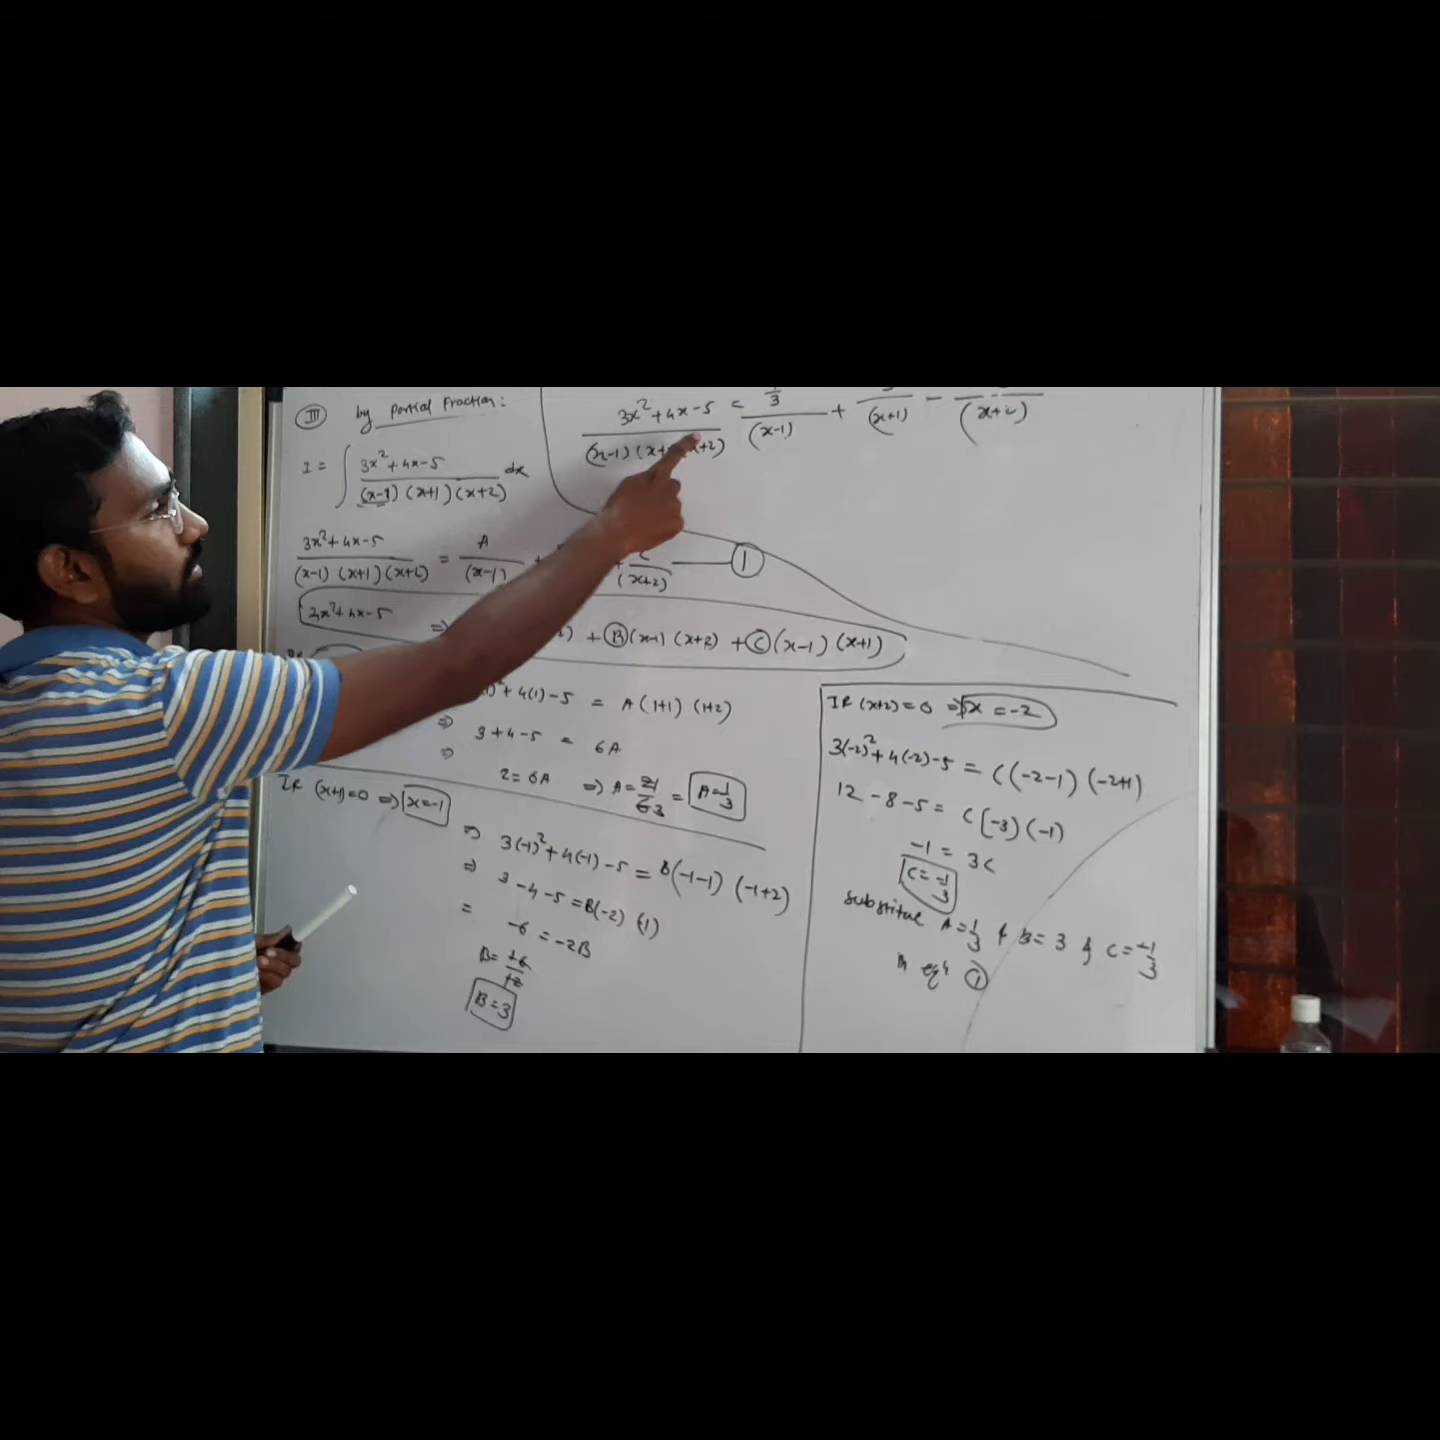 III by Partial Fraction:
I = ∫ 3x²+4x-5 / (x-1)(x+1)(x+2) dx
3x²+4x-5 / (x-1)(x+1)(x+2) = 1/3 / (x-1) + / (x+1) - / (x+2)
3x²+4x-5 / (x-1)(x+1)(x+2) = A / (x-1) + + / (x+2) — 1
3x²+4x-5
⇒ + B(x-1)(x+2) + C(x-1)(x+1)
+4(1)-5 = A(1+1)(1+2)
⇒ 3+4-5 = 6A
⇒ 2=6A ⇒ A= = A=1/3
If (x+1)=0 ⇒ x=-1
⇒ 3(-1)²+4(-1)-5 = B(-1-1)(-1+2)
⇒ 3-4-5 = B(-2)(1)
= -6 = -2B
B= +6/+2
B=3
If (x+2)=0 ⇒ x=-2
3(-2)²+4(-2)-5 = C(-2-1)(-2+1)
12-8-5 = C(-3)(-1)
-1 = 3C
C=-1/3
substitue A=1/3 & B=3 & C=-1/3
in eqn 1